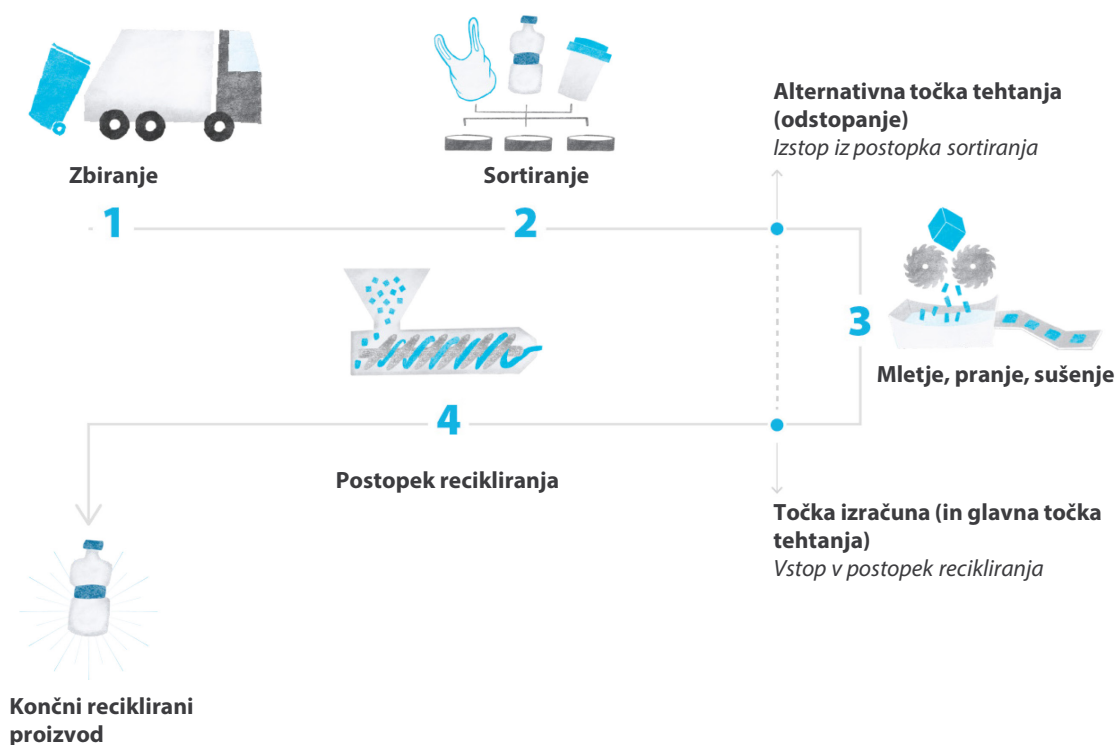 Zbiranje
1
Sortiranje
2
Alternativna točka tehtanja
(odstopanje)
Izstop iz postopka sortiranja
3
Mletje, pranje, sušenje
4
Postopek recikliranja
Točka izračuna (in glavna točka
tehtanja)
Vstop v postopek recikliranja
Končni reciklirani
proizvod